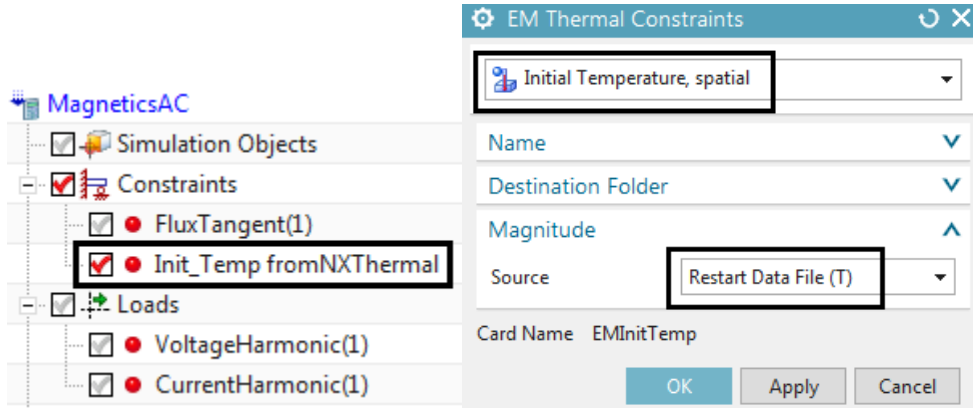 MagneticsAC
Simulation Objects
Constraints
FluxTangent(1)
Init_Temp fromNXThermal
Loads
VoltageHarmonic(1)
CurrentHarmonic(1)
EM Thermal Constraints
Initial Temperature, spatial
Name
Destination Folder
Magnitude
Source Restart Data File (T)
Card Name EMInitTemp
OK Apply Cancel